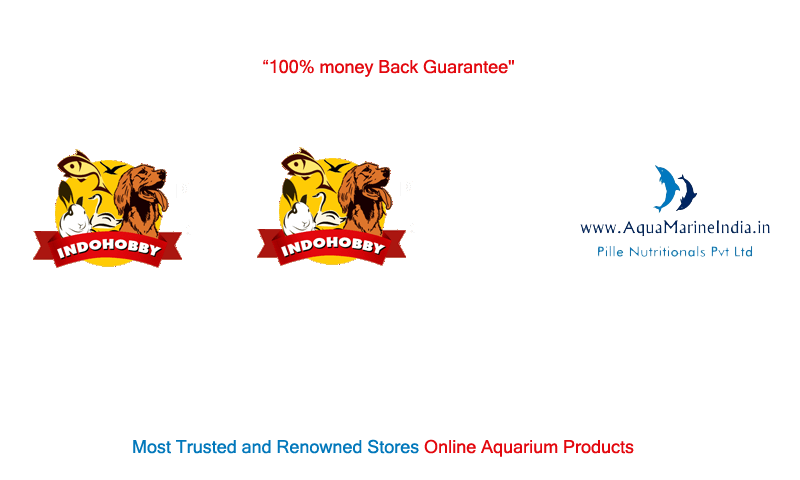 “100% money Back Guarantee"
INDOHOBBY
INDOHOBBY
www.AquaMarineIndia.in
Pille Nutritionals Pvt Ltd
Most Trusted and Renowned Stores Online Aquarium Products